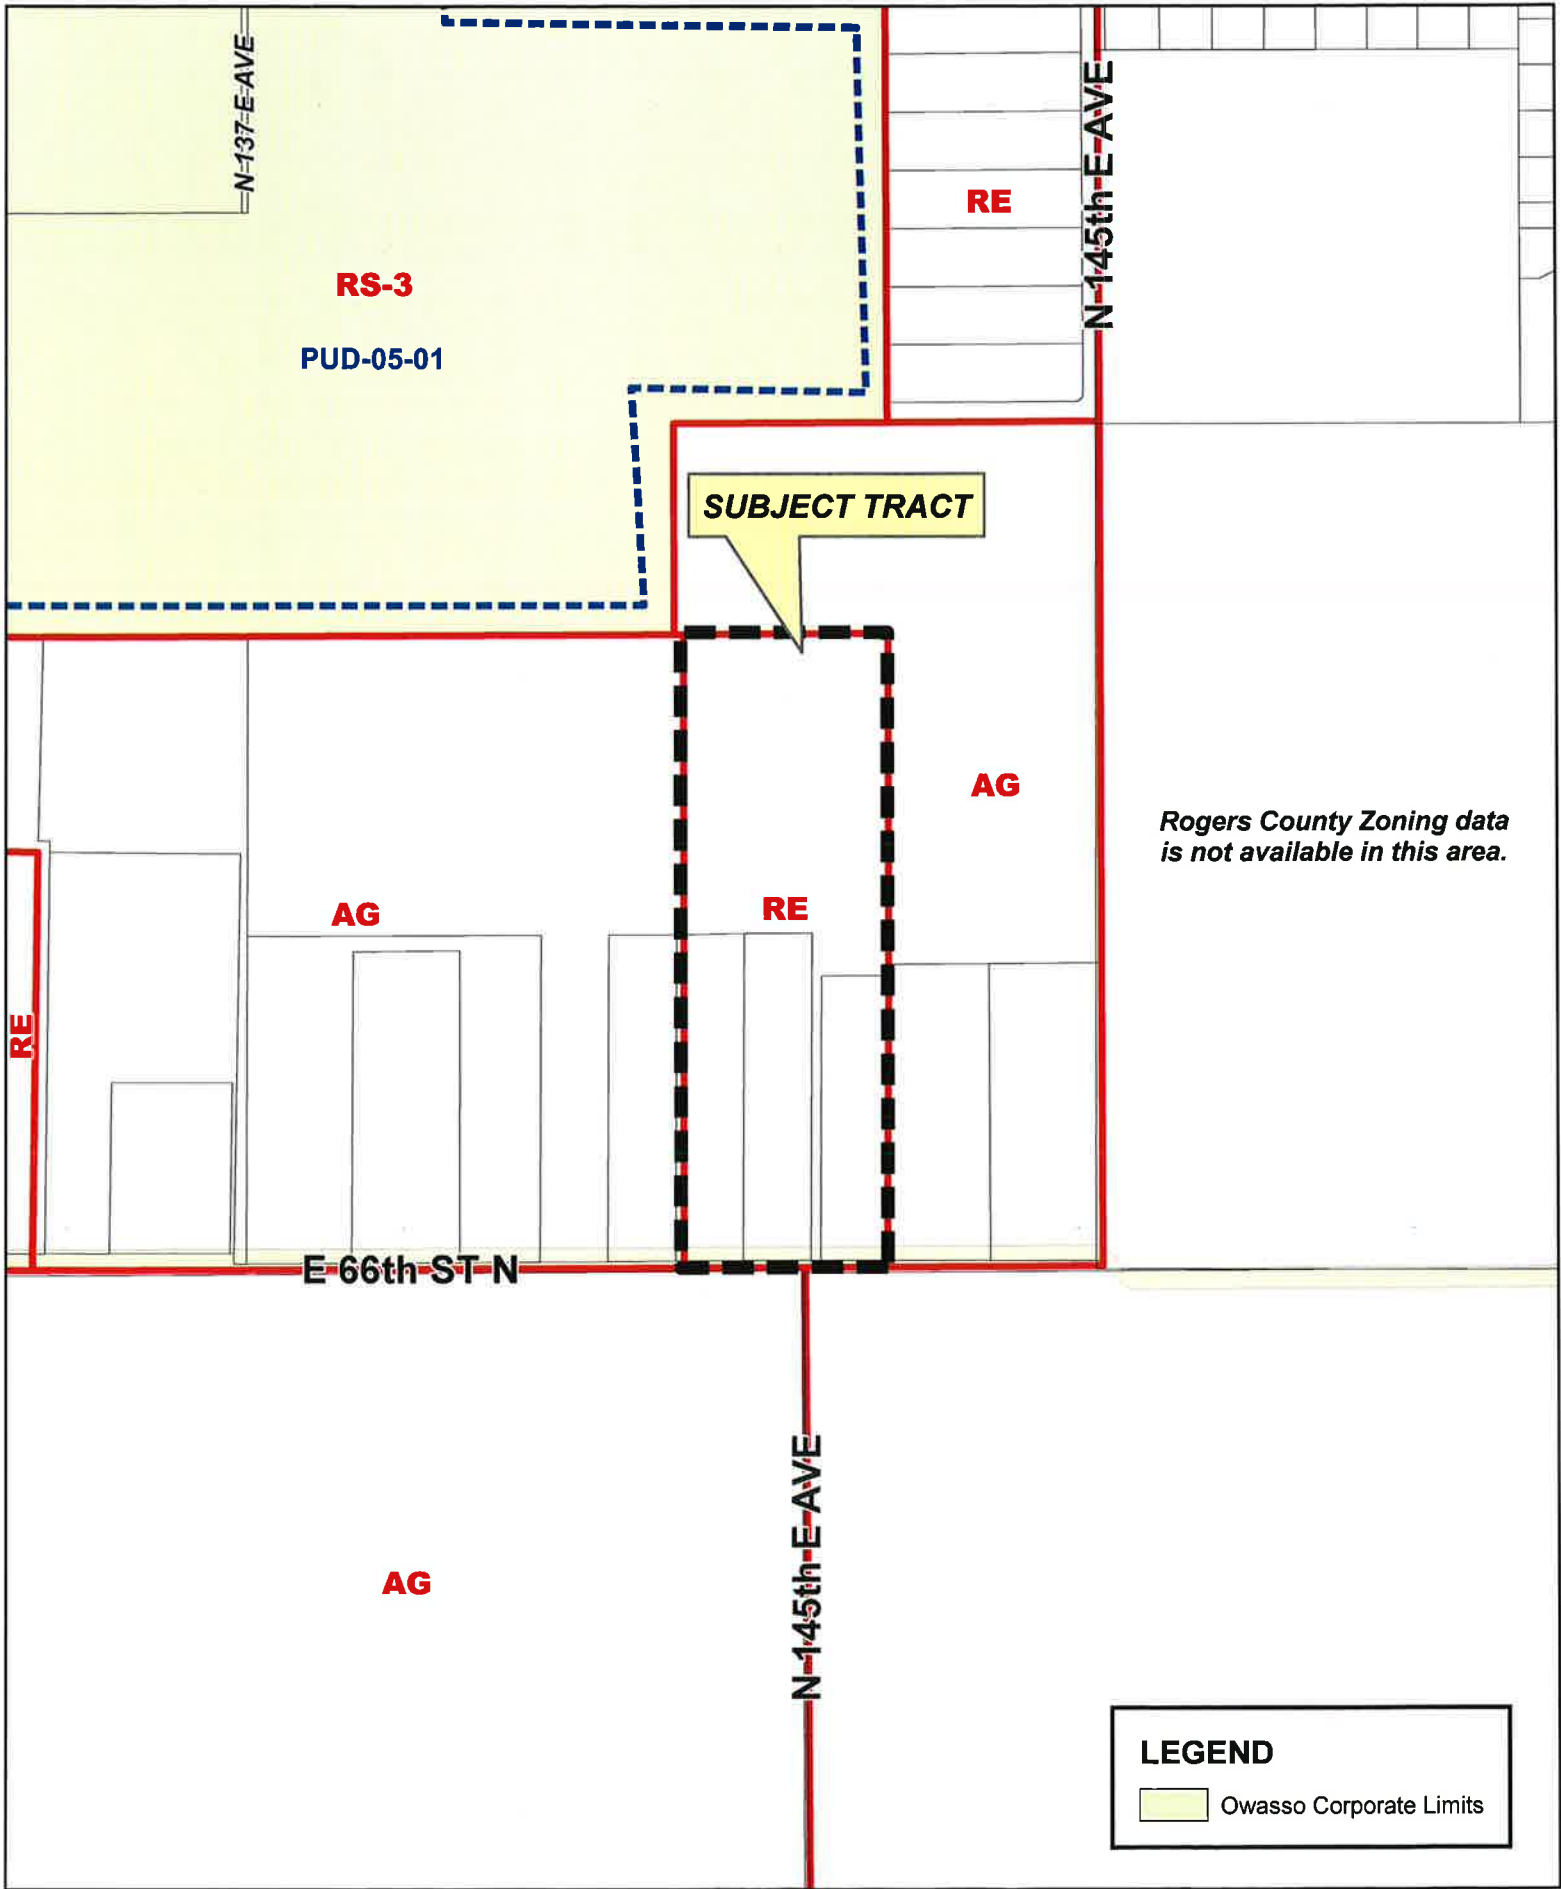 N 137 E AVE
N 145th E AVE
RE
RS-3
PUD-05-01
SUBJECT TRACT
AG
Rogers County Zoning data
is not available in this area.
AG
RE
RE
E 66th ST N
N 145th E AVE
AG
LEGEND
Owasso Corporate Limits